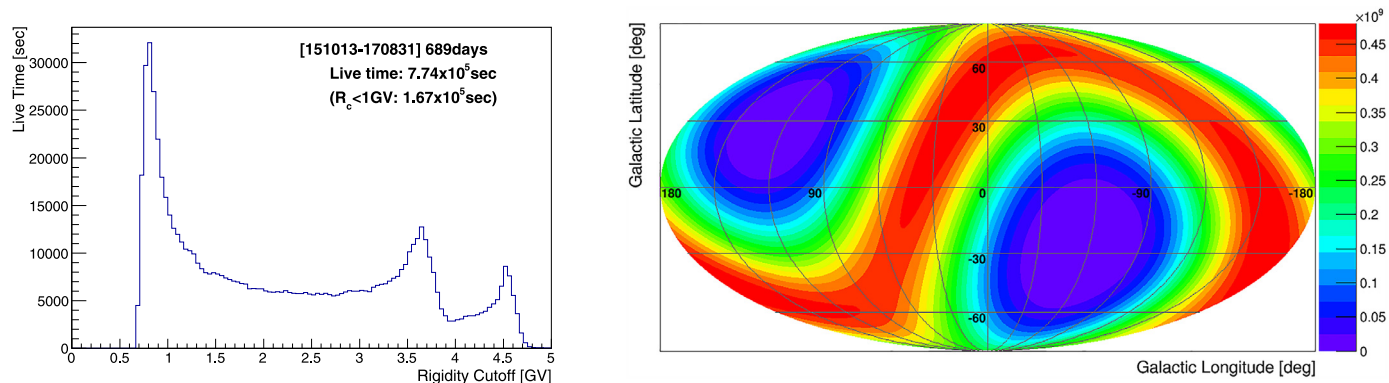 [151013-170831] 689days
Live time: 7.74x10⁵sec
(Rc<1GV: 1.67x10⁵sec)
Live Time [sec]
30000
25000
20000
15000
10000
5000
0
0 0.5 1 1.5 2 2.5 3 3.5 4 4.5 5
Rigidity Cutoff [GV]
Galactic Latitude [deg]
60
30
180 90 0 -90 -180
-30
-60
Galactic Longitude [deg]
×10⁹
0.45
0.4
0.35
0.3
0.25
0.2
0.15
0.1
0.05
0